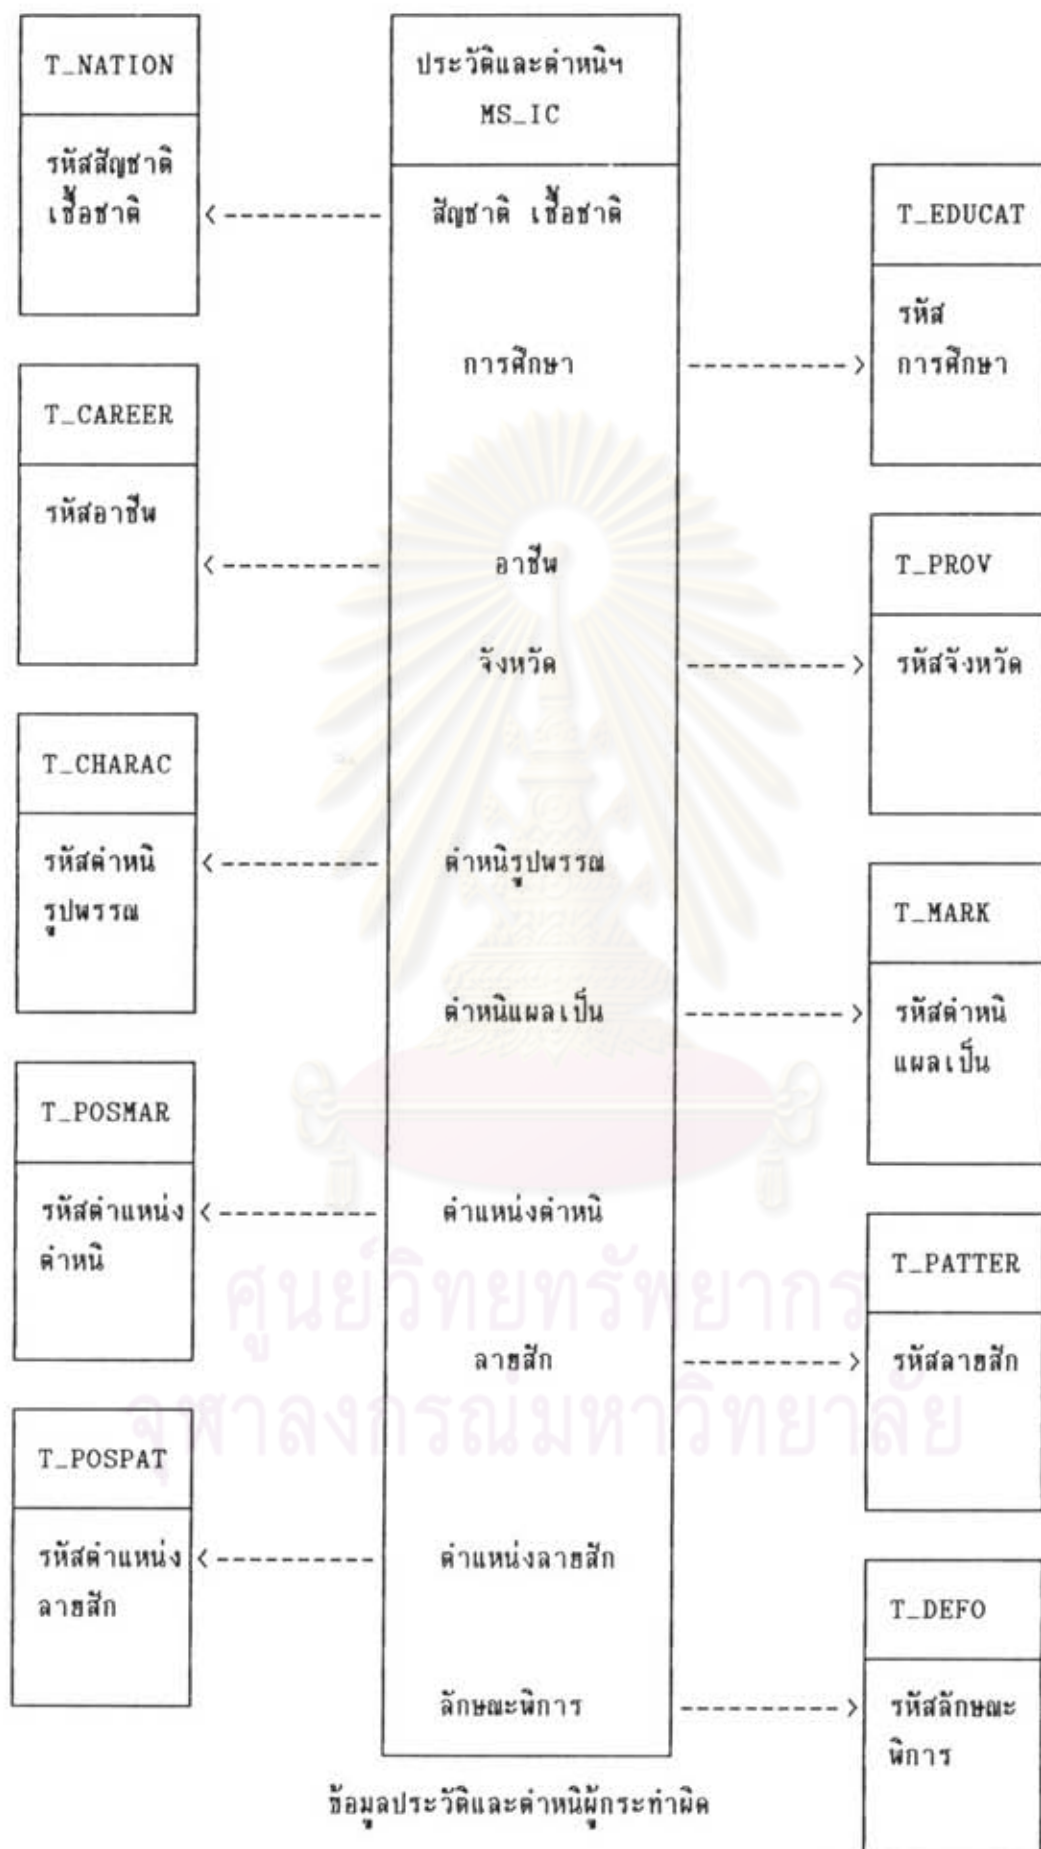 T_NATION
รหัสสัญชาติ
เชื้อชาติ
T_CAREER
รหัสอาชีพ
T_CHARAC
รหัสตำหนิ
รูปพรรณ
T_POSMAR
รหัสตำแหน่ง
ตำหนิ
T_POSPAT
รหัสตำแหน่ง
ลายสัก
ประวัติและตำหนิฯ
MS_IC
สัญชาติ เชื้อชาติ
การศึกษา
อาชีพ
จังหวัด
ตำหนิรูปพรรณ
ตำหนิแผลเป็น
ตำแหน่งตำหนิ
ลายสัก
ตำแหน่งลายสัก
ลักษณะพิการ
T_EDUCAT
รหัส
การศึกษา
T_PROV
รหัสจังหวัด
T_MARK
รหัสตำหนิ
แผลเป็น
T_PATTER
รหัสลายสัก
T_DEFO
รหัสลักษณะ
พิการ
ข้อมูลประวัติและตำหนิผู้กระทำผิด
ศูนย์วิทยทรัพยากร
จุฬาลงกรณ์มหาวิทยาลัย